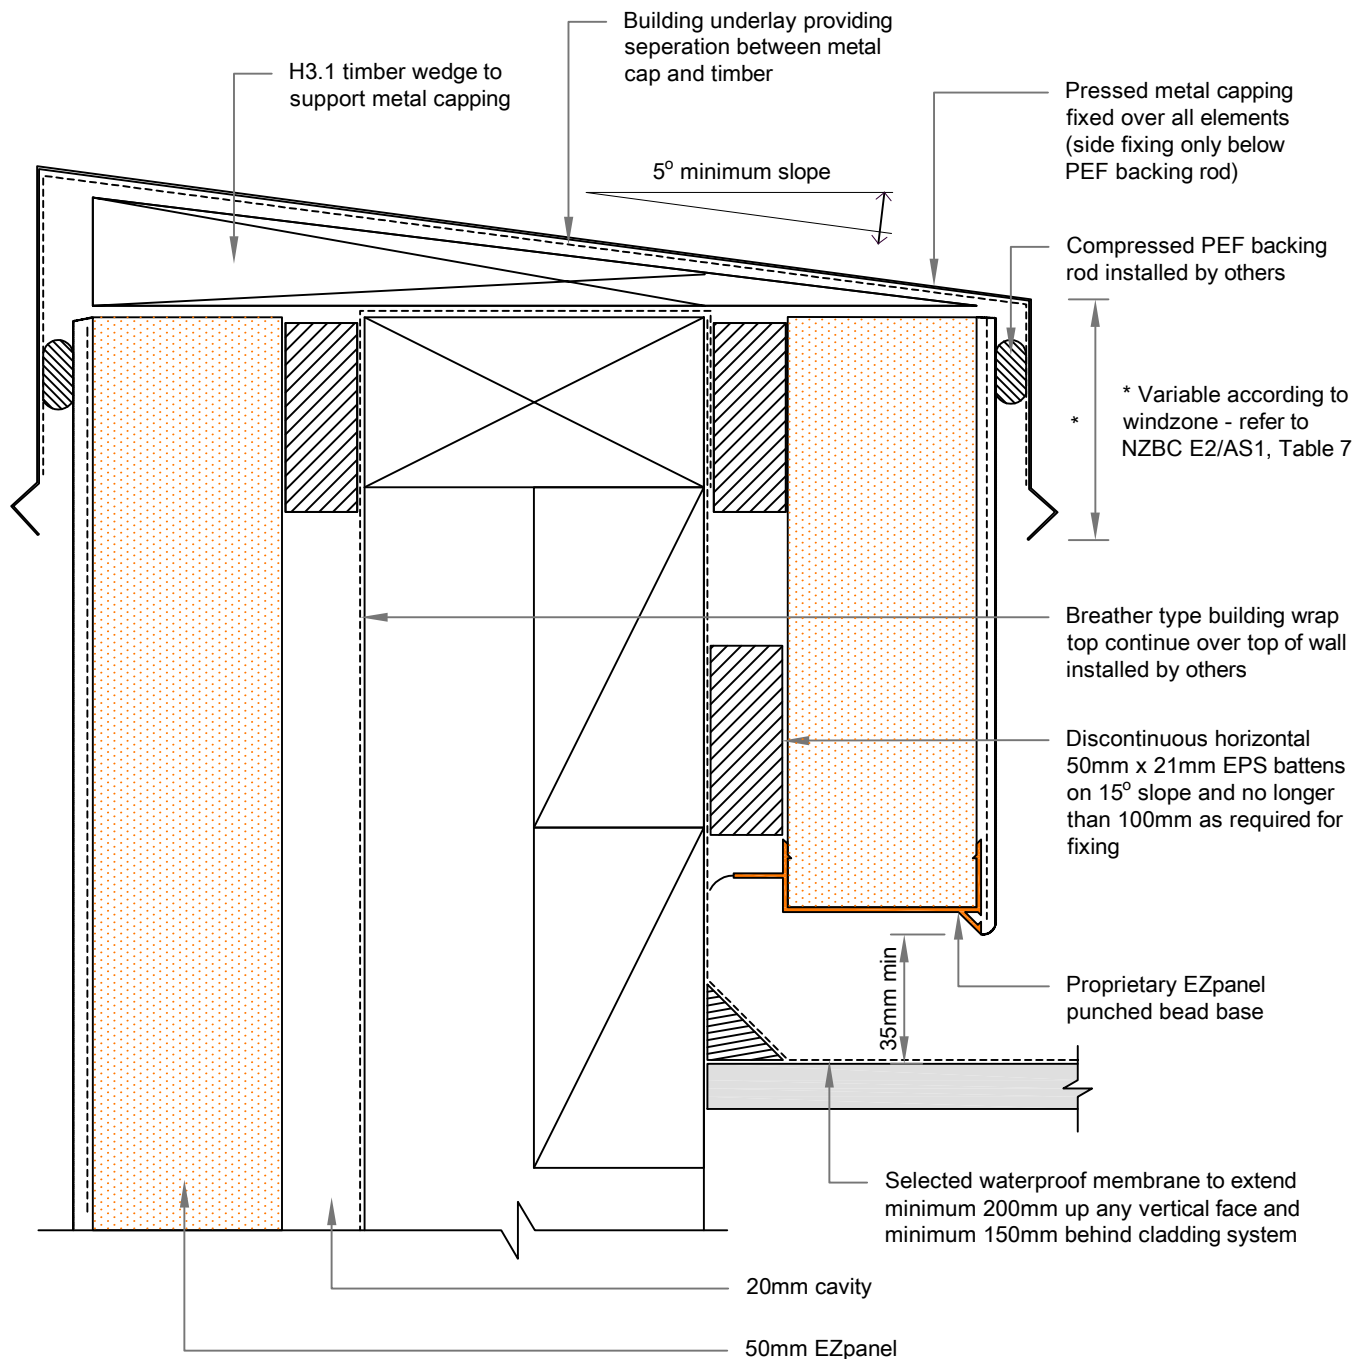 Building underlay providing
seperation between metal
cap and timber
H3.1 timber wedge to
support metal capping
Pressed metal capping
fixed over all elements
(side fixing only below
PEF backing rod)
5° minimum slope
Compressed PEF backing
rod installed by others
* Variable according to
windzone - refer to
NZBC E2/AS1, Table 7
*
Breather type building wrap
top continue over top of wall
installed by others
Discontinuous horizontal
50mm x 21mm EPS battens
on 15° slope and no longer
than 100mm as required for
fixing
35mm min
Proprietary EZpanel
punched bead base
Selected waterproof membrane to extend
minimum 200mm up any vertical face and
minimum 150mm behind cladding system
20mm cavity
50mm EZpanel